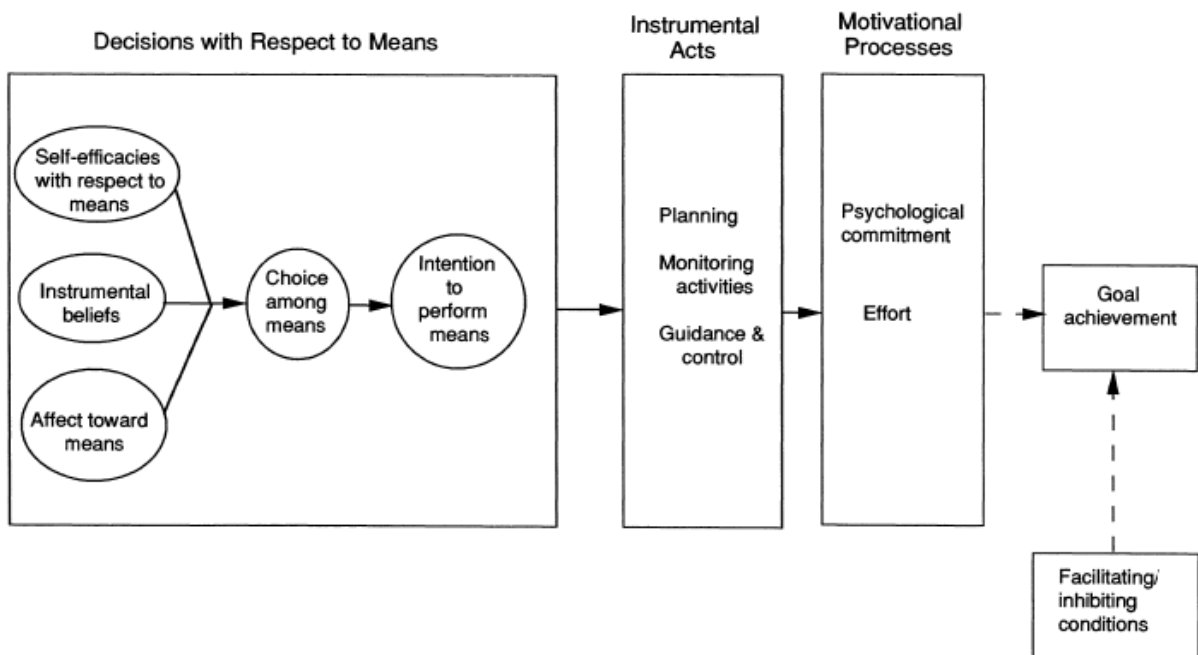 Decisions with Respect to Means
Instrumental
Acts
Motivational
Processes
Self-efficacies
with respect to
means
Instrumental
beliefs
Affect toward
means
Choice
among
means
Intention
to
perform
means
Planning
Monitoring
activities
Guidance &
control
Psychological
commitment
Effort
Goal
achievement
Facilitating/
inhibiting
conditions